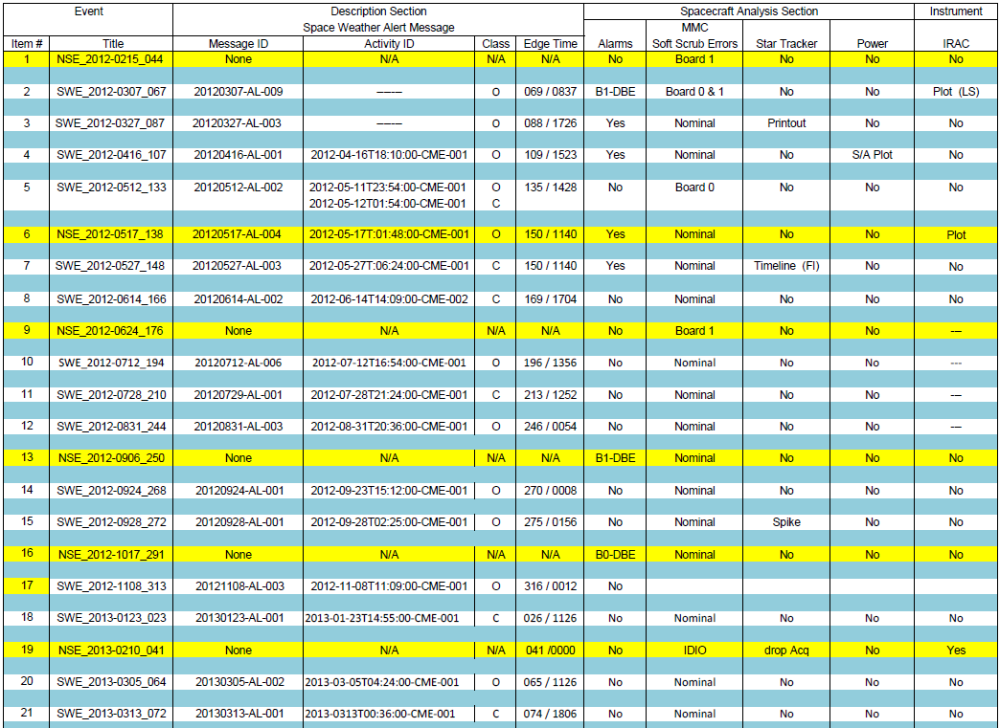 Event Description Section Spacecraft Analysis Section Instrument
Space Weather Alert Message MMC
Item # Title Message ID Activity ID Class Edge Time Alarms Soft Scrub Errors Star Tracker Power IRAC
1 NSE_2012-0215_044 None N/A N/A N/A No Board 1 No No No
2 SWE_2012-0307_067 20120307-AL-009 ------- O 069 / 0837 B1-DBE Board 0 & 1 No No Plot (LS)
3 SWE_2012-0327_087 20120327-AL-003 ------- O 088 / 1726 Yes Nominal Printout No No
4 SWE_2012-0416_107 20120416-AL-001 2012-04-16T18:10:00-CME-001 O 109 / 1523 Yes Nominal No S/A Plot No
5 SWE_2012-0512_133 20120512-AL-002 2012-05-11T23:54:00-CME-001 O 135 / 1428 No Board 0 No No No
2012-05-12T01:54:00-CME-001 C
6 NSE_2012-0517_138 20120517-AL-004 2012-05-17T:01:48:00-CME-001 O 150 / 1140 Yes Nominal No No Plot
7 SWE_2012-0527_148 20120527-AL-003 2012-05-27T:06:24:00-CME-001 C 150 / 1140 Yes Nominal Timeline (FI) No No
8 SWE_2012-0614_166 20120614-AL-002 2012-06-14T14:09:00-CME-002 C 169 / 1704 No Nominal No No No
9 NSE_2012-0624_176 None N/A N/A N/A No Board 1 No No ---
10 SWE_2012-0712_194 20120712-AL-006 2012-07-12T16:54:00-CME-001 O 196 / 1356 No Nominal No No ---
11 SWE_2012-0728_210 20120729-AL-001 2012-07-28T21:24:00-CME-001 C 213 / 1252 No Nominal No No ---
12 SWE_2012-0831_244 20120831-AL-003 2012-08-31T20:36:00-CME-001 O 246 / 0054 No Nominal No No ---
13 NSE_2012-0906_250 None N/A N/A N/A B1-DBE Nominal No No No
14 SWE_2012-0924_268 20120924-AL-001 2012-09-23T15:12:00-CME-001 O 270 / 0008 No Nominal No No No
15 SWE_2012-0928_272 20120928-AL-001 2012-09-28T02:25:00-CME-001 O 275 / 0156 No Nominal Spike No No
16 NSE_2012-1017_291 None N/A N/A N/A B0-DBE Nominal No No No
17 SWE_2012-1108_313 20121108-AL-003 2012-11-08T11:09:00-CME-001 O 316 / 0012 No
18 SWE_2013-0123_023 20130123-AL-001 2013-01-23T14:55:00-CME-001 C 026 / 1126 No Nominal No No No
19 NSE_2013-0210_041 None N/A N/A 041 /0000 No IDIO drop Acq No Yes
20 SWE_2013-0305_064 20130305-AL-002 2013-03-05T04:24:00-CME-001 O 065 / 1126 No Nominal No No No
21 SWE_2013-0313_072 20130313-AL-001 2013-0313T00:36:00-CME-001 C 074 / 1806 No Nominal No No No